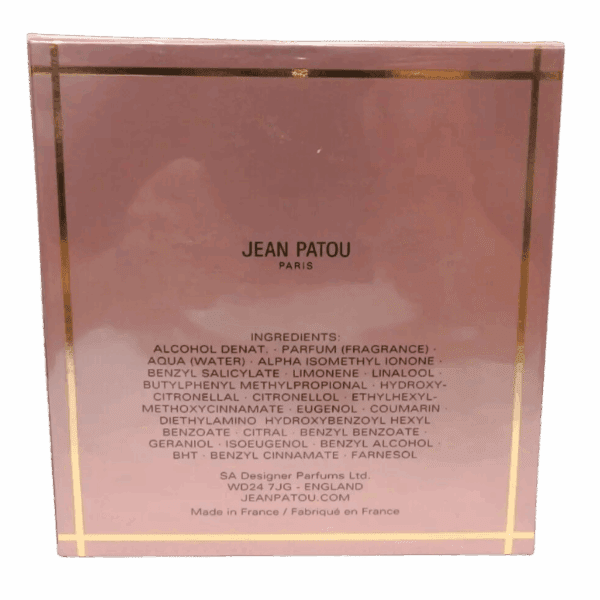 JEAN PATOU
PARIS
INGREDIENTS:
ALCOHOL DENAT. · PARFUM (FRAGRANCE) ·
AQUA (WATER) · ALPHA ISOMETHYL IONONE ·
BENZYL SALICYLATE · LIMONENE · LINALOOL ·
BUTYLPHENYL METHYLPROPIONAL · HYDROXY-
CITRONELLAL · CITRONELLOL · ETHYLHEXYL-
METHOXYCINNAMATE · EUGENOL · COUMARIN ·
DIETHYLAMINO HYDROXYBENZOYL HEXYL
BENZOATE · CITRAL · BENZYL BENZOATE ·
GERANIOL · ISOEUGENOL · BENZYL ALCOHOL ·
BHT · BENZYL CINNAMATE · FARNESOL
SA Designer Parfums Ltd.
WD24 7JG - ENGLAND
JEANPATOU.COM
Made in France / Fabriqué en France